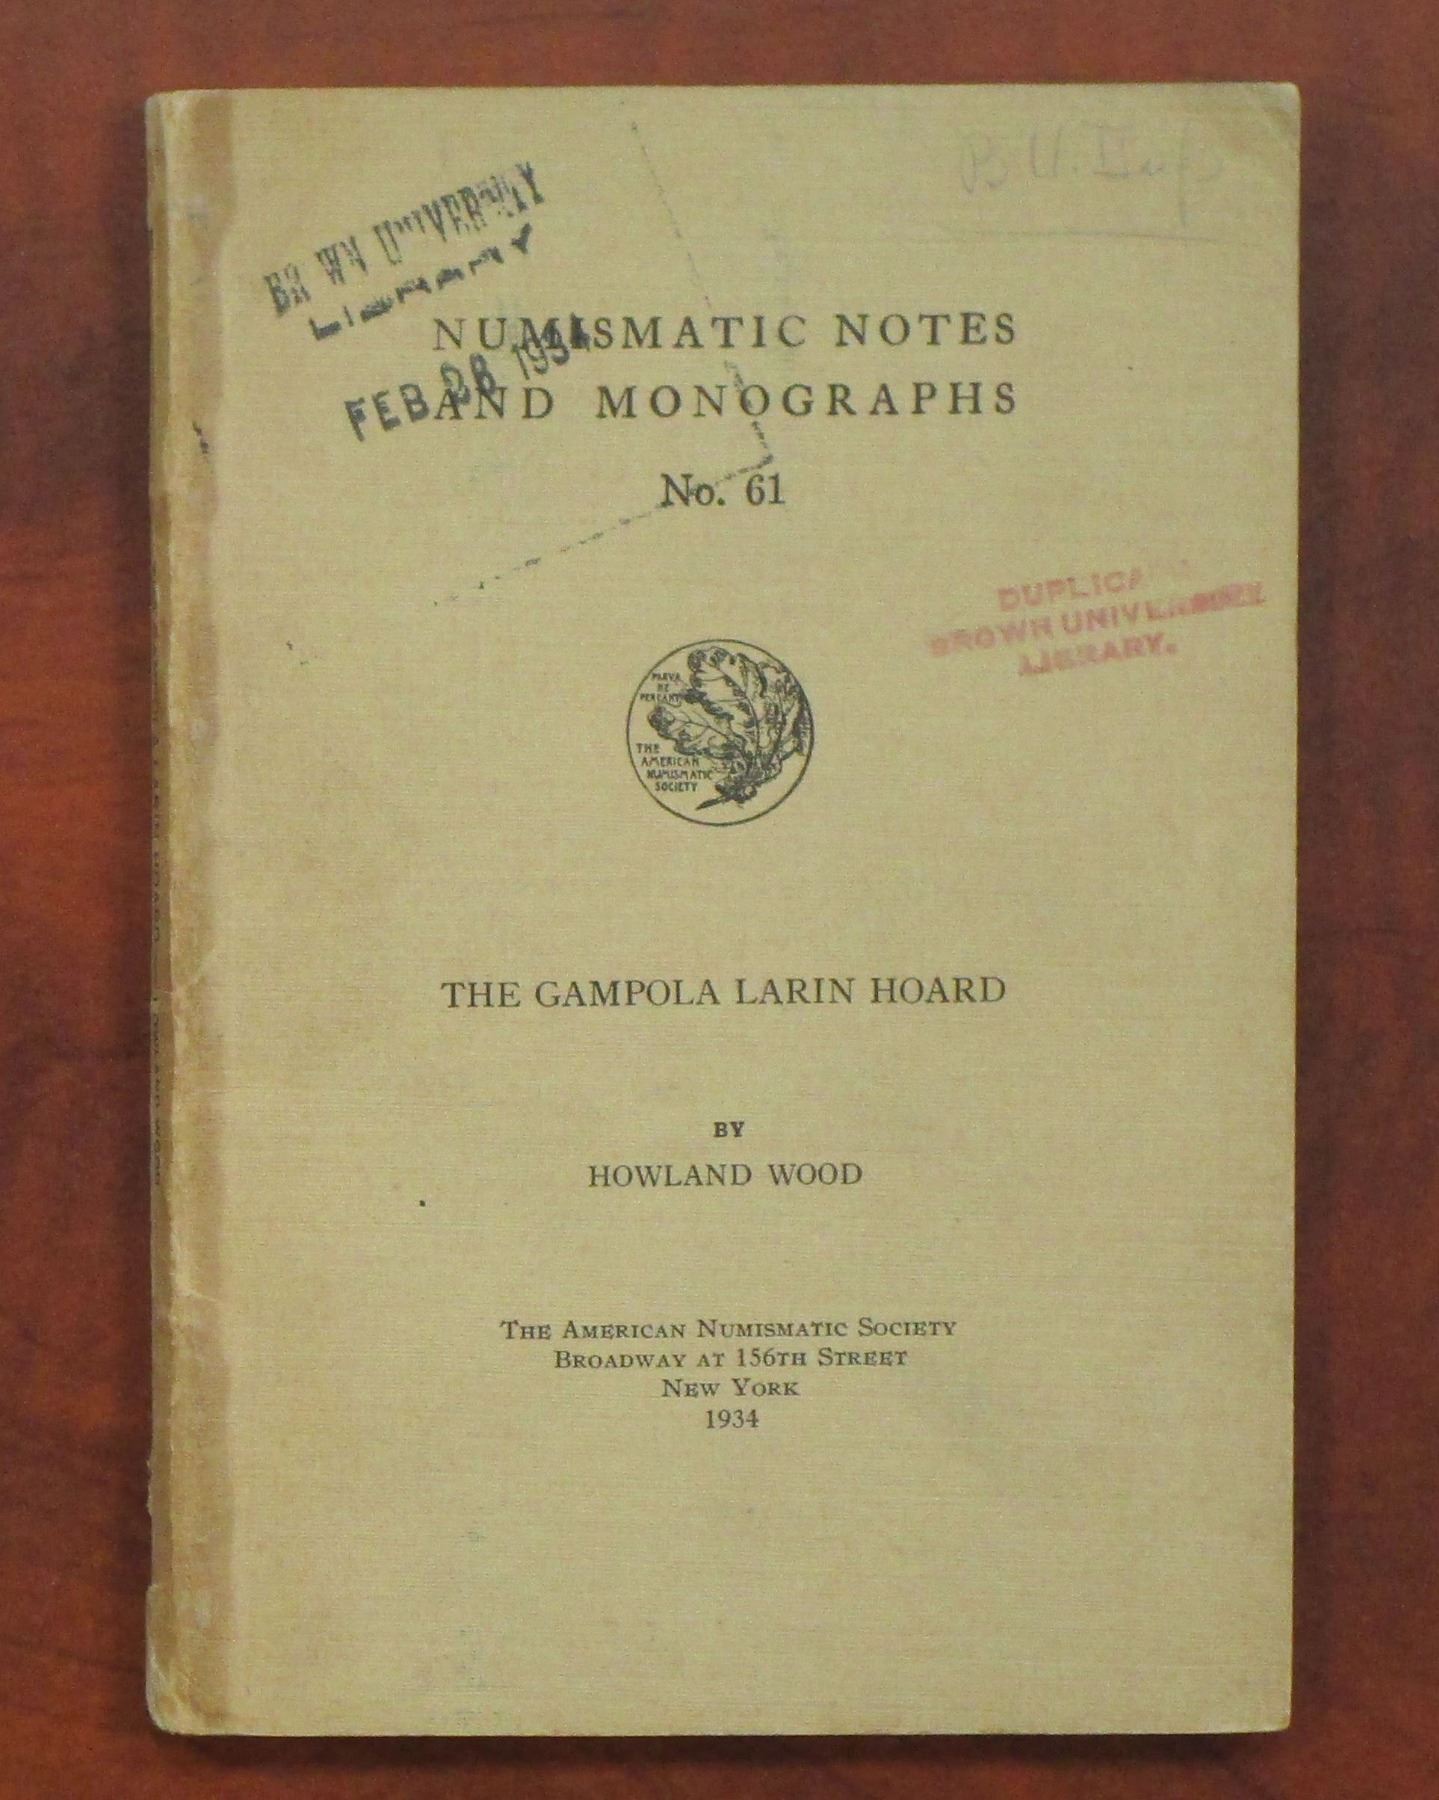 BROWN UNIVERSITY
LIBRARY
FEB 28 1934
NUMISMATIC NOTES
AND MONOGRAPHS
No. 61
DUPLICA
BROWN UNIVERSITY
LIBRARY.
PARVA
NE
PEREANT
THE
AMERICAN
NUMISMATIC
SOCIETY
THE GAMPOLA LARIN HOARD
BY
HOWLAND WOOD
THE AMERICAN NUMISMATIC SOCIETY
BROADWAY AT 156TH STREET
NEW YORK
1934